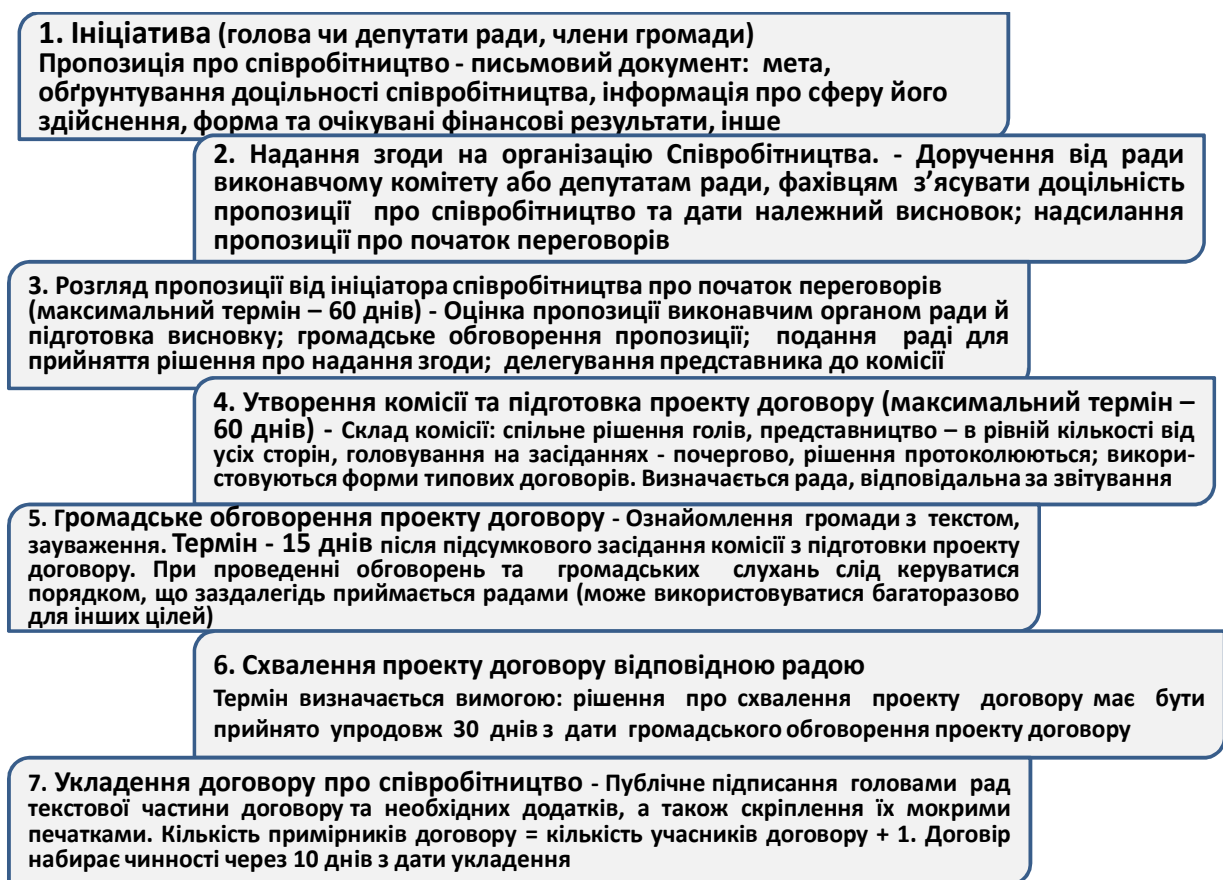 1. Ініціатива (голова чи депутати ради, члени громади)
Пропозиція про співробітництво - письмовий документ: мета,
обґрунтування доцільності співробітництва, інформація про сферу його
здійснення, форма та очікувані фінансові результати, інше
2. Надання згоди на організацію Співробітництва. - Доручення від ради
виконавчому комітету або депутатам ради, фахівцям з’ясувати доцільність
пропозиції про співробітництво та дати належний висновок; надсилання
пропозиції про початок переговорів
3. Розгляд пропозиції від ініціатора співробітництва про початок переговорів
(максимальний термін – 60 днів) - Оцінка пропозиції виконавчим органом ради й
підготовка висновку; громадське обговорення пропозиції; подання раді для
прийняття рішення про надання згоди; делегування представника до комісії
4. Утворення комісії та підготовка проекту договору (максимальний термін –
60 днів) - Склад комісії: спільне рішення голів, представництво – в рівній кількості від
усіх сторін, головування на засіданнях - почергово, рішення протоколюються; викори-
стовуються форми типових договорів. Визначається рада, відповідальна за звітування
5. Громадське обговорення проекту договору - Ознайомлення громади з текстом,
зауваження. Термін - 15 днів після підсумкового засідання комісії з підготовки проекту
договору. При проведенні обговорень та громадських слухань слід керуватися
порядком, що заздалегідь приймається радами (може використовуватися багаторазово
для інших цілей)
6. Схвалення проекту договору відповідною радою
Термін визначається вимогою: рішення про схвалення проекту договору має бути
прийнято упродовж 30 днів з дати громадського обговорення проекту договору
7. Укладення договору про співробітництво - Публічне підписання головами рад
текстової частини договору та необхідних додатків, а також скріплення їх мокрими
печатками. Кількість примірників договору = кількість учасників договору + 1. Договір
набирає чинності через 10 днів з дати укладення